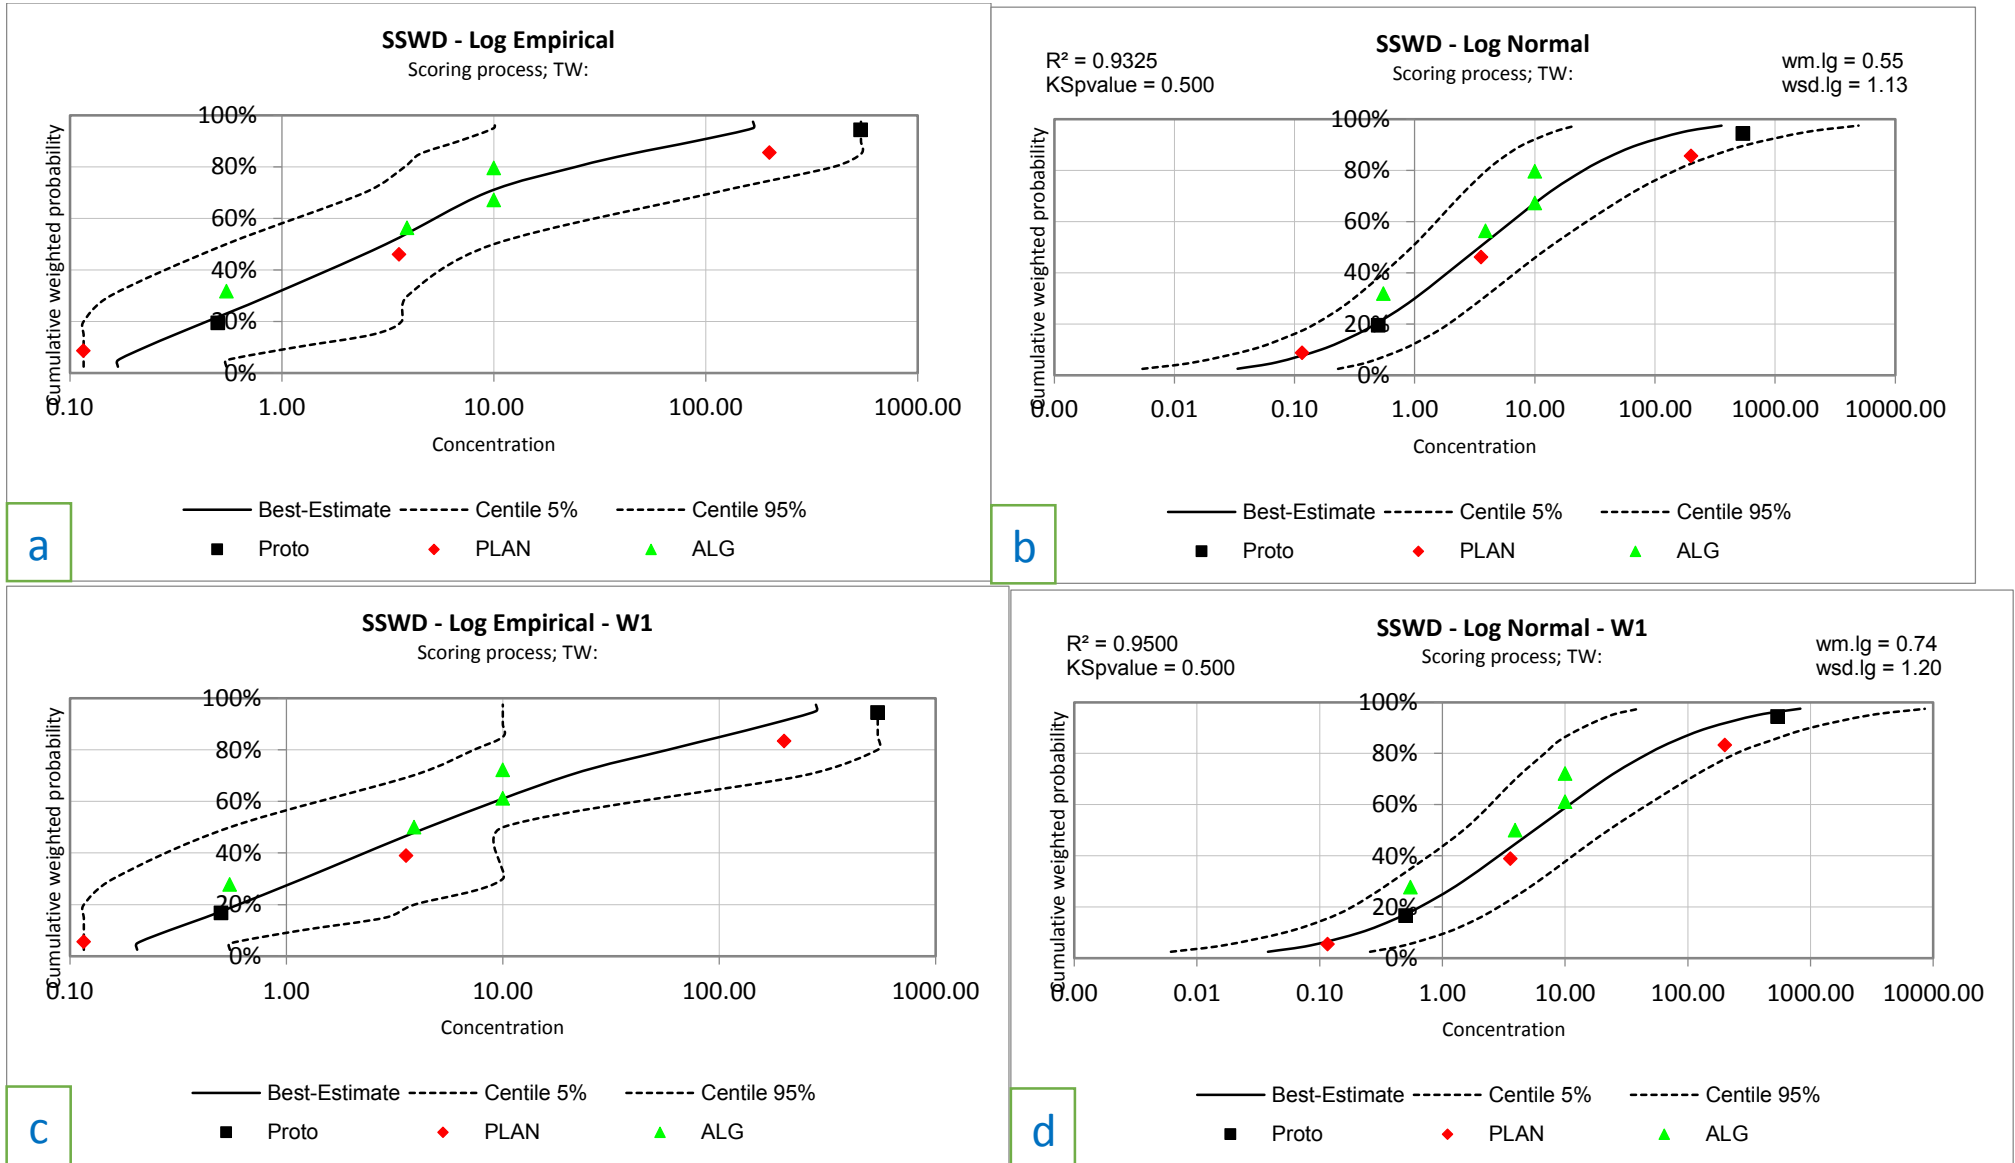 SSWD - Log Empirical
Scoring process; TW:
Cumulative weighted probability
100%
80%
60%
40%
20%
0%
0.10 1.00 10.00 100.00 1000.00
Concentration
Best-Estimate Centile 5% Centile 95%
Proto PLAN ALG
a
SSWD - Log Normal
Scoring process; TW:
R² = 0.9325
KSpvalue = 0.500
wm.lg = 0.55
wsd.lg = 1.13
Cumulative weighted probability
100%
80%
60%
40%
20%
0%
0.00 0.01 0.10 1.00 10.00 100.00 1000.00 10000.00
Concentration
Best-Estimate Centile 5% Centile 95%
Proto PLAN ALG
b
SSWD - Log Empirical - W1
Scoring process; TW:
Cumulative weighted probability
100%
80%
60%
40%
20%
0%
0.10 1.00 10.00 100.00 1000.00
Concentration
Best-Estimate Centile 5% Centile 95%
Proto PLAN ALG
c
SSWD - Log Normal - W1
Scoring process; TW:
R² = 0.9500
KSpvalue = 0.500
wm.lg = 0.74
wsd.lg = 1.20
Cumulative weighted probability
100%
80%
60%
40%
20%
0%
0.00 0.01 0.10 1.00 10.00 100.00 1000.00 10000.00
Concentration
Best-Estimate Centile 5% Centile 95%
Proto PLAN ALG
d